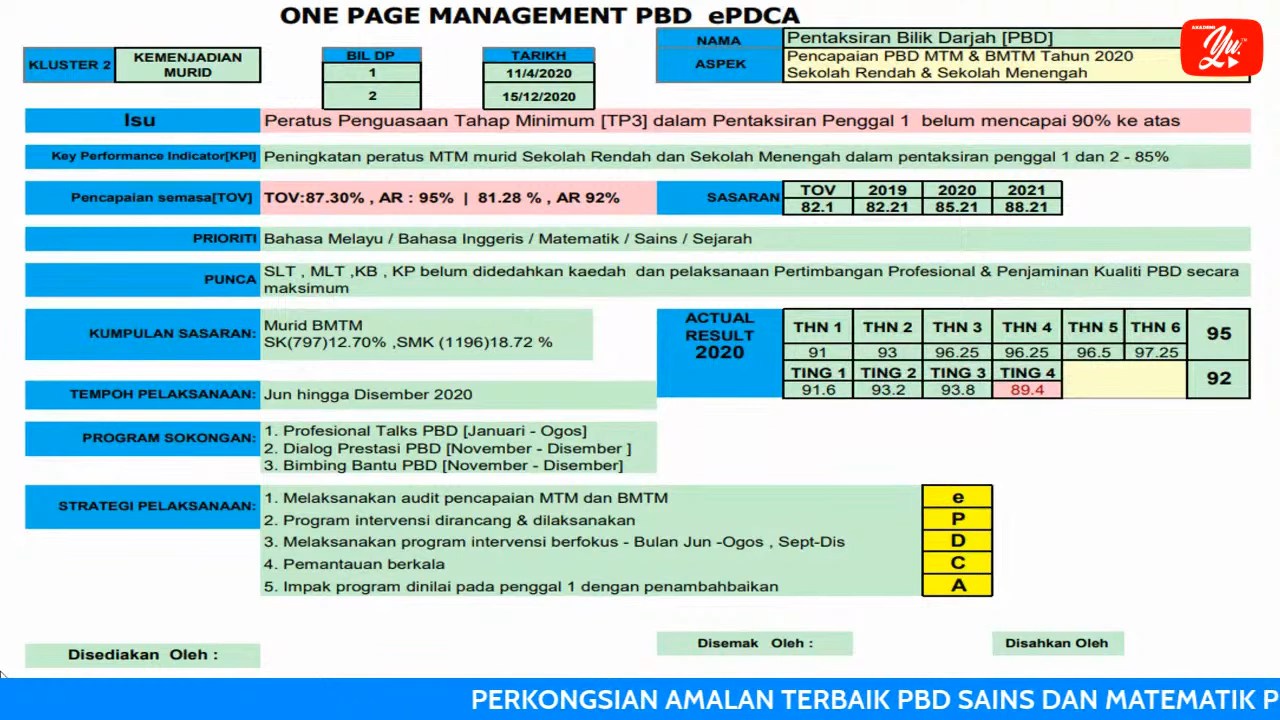 ONE PAGE MANAGEMENT PBD ePDCA
KLUSTER 2
KEMENJADIAN
MURID
BIL DP
1
2
TARIKH
11/4/2020
15/12/2020
NAMA
Pentaksiran Bilik Darjah [PBD]
ASPEK
Pencapaian PBD MTM & BMTM Tahun 2020
Sekolah Rendah & Sekolah Menengah
AKADEMI
Yu
Isu
Peratus Penguasaan Tahap Minimum [TP3] dalam Pentaksiran Penggal 1 belum mencapai 90% ke atas
Key Performance Indicator[KPI]
Peningkatan peratus MTM murid Sekolah Rendah dan Sekolah Menengah dalam pentaksiran penggal 1 dan 2 - 85%
Pencapaian semasa[TOV]
TOV:87.30% , AR : 95% | 81.28 % , AR 92%
SASARAN
TOV 2019 2020 2021
82.1 82.21 85.21 88.21
PRIORITI
Bahasa Melayu / Bahasa Inggeris / Matematik / Sains / Sejarah
PUNCA
SLT , MLT ,KB , KP belum didedahkan kaedah dan pelaksanaan Pertimbangan Profesional & Penjaminan Kualiti PBD secara
maksimum
KUMPULAN SASARAN:
Murid BMTM
SK(797)12.70% ,SMK (1196)18.72 %
ACTUAL
RESULT
2020
THN 1 THN 2 THN 3 THN 4 THN 5 THN 6 95
91 93 96.25 96.25 96.5 97.25
TING 1 TING 2 TING 3 TING 4 92
91.6 93.2 93.8 89.4
TEMPOH PELAKSANAAN:
Jun hingga Disember 2020
PROGRAM SOKONGAN:
1. Profesional Talks PBD [Januari - Ogos]
2. Dialog Prestasi PBD [November - Disember ]
3. Bimbing Bantu PBD [November - Disember]
STRATEGI PELAKSANAAN:
1. Melaksanakan audit pencapaian MTM dan BMTM
2. Program intervensi dirancang & dilaksanakan
3. Melaksanakan program intervensi berfokus - Bulan Jun -Ogos , Sept-Dis
4. Pemantauan berkala
5. Impak program dinilai pada penggal 1 dengan penambahbaikan
e
P
D
C
A
Disediakan Oleh :
Disemak Oleh :
Disahkan Oleh
PERKONGSIAN AMALAN TERBAIK PBD SAINS DAN MATEMATIK P